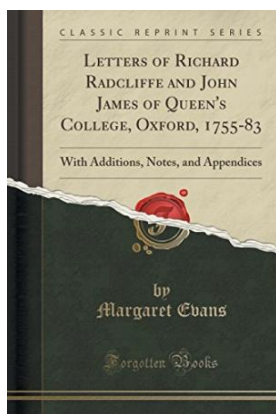 CLASSIC REPRINT SERIES
LETTERS OF RICHARD
RADCLIFFE AND JOHN
JAMES OF QUEEN'S
COLLEGE, OXFORD, 1755-83
With Additions, Notes, and Appendices
by
Margaret Evans
Forgotten Books